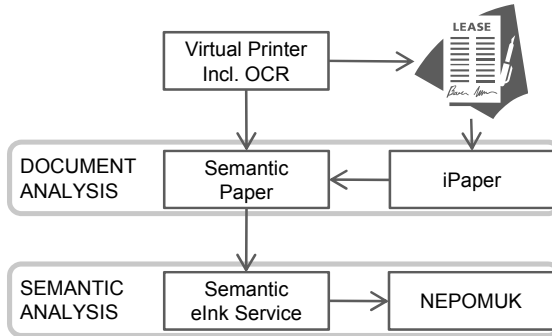 Virtual Printer
Incl. OCR
LEASE
DOCUMENT
ANALYSIS
Semantic
Paper
iPaper
SEMANTIC
ANALYSIS
Semantic
eInk Service
NEPOMUK